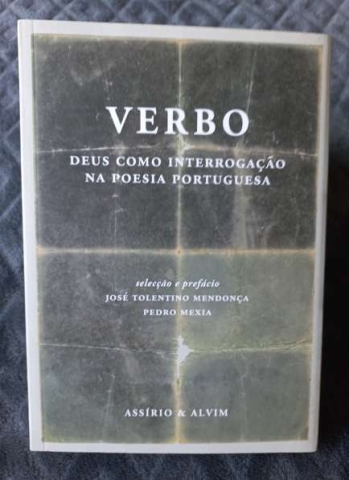 VERBO
DEUS COMO INTERROGAÇÃO
NA POESIA PORTUGUESA
selecção e prefácio
JOSÉ TOLENTINO MENDONÇA
PEDRO MEXIA
ASSÍRIO & ALVIM